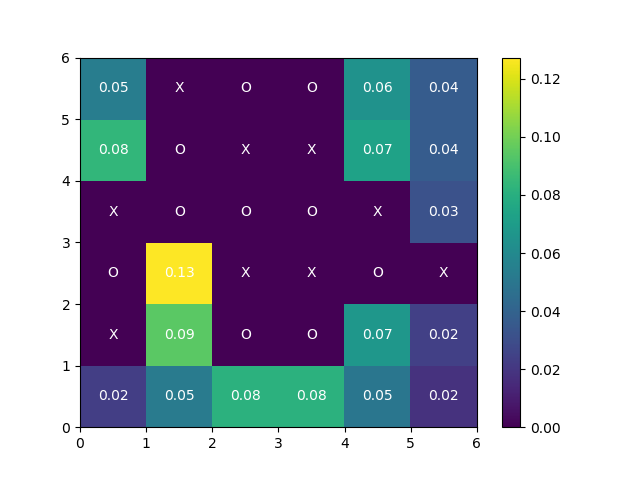 6
0.05 X O O 0.06 0.04
0.12
5
0.08 O X X 0.07 0.04
0.10
4
X O O O X 0.03
0.08
3
0.06
O 0.13 X X O X
2
0.04
X 0.09 O O 0.07 0.02
0.02
1
0.02 0.05 0.08 0.08 0.05 0.02
0 0.00
0 1 2 3 4 5 6